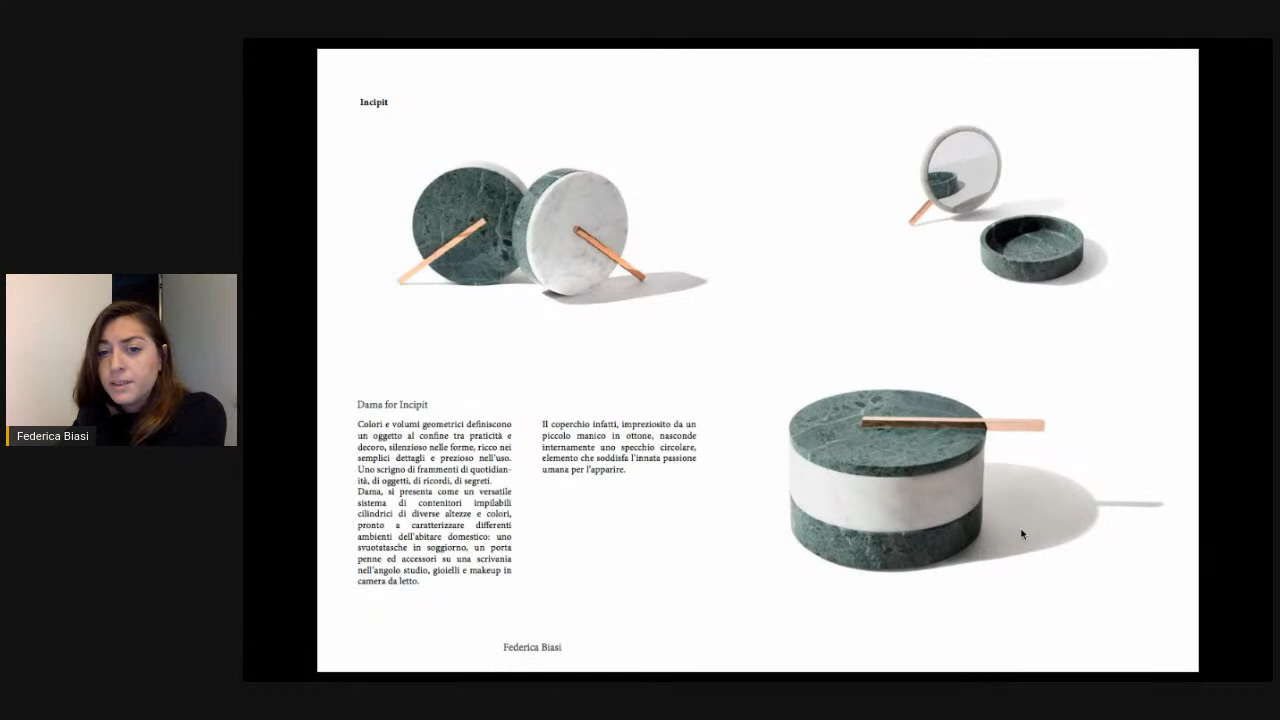 Incipit
Dama for Incipit
Colori e volumi geometrici definiscono
un oggetto al confine tra praticità e
decoro, silenzioso nelle forme, ricco nei
semplici dettagli e prezioso nell'uso.
Uno scrigno di frammenti di quotidian-
ità, di oggetti, di ricordi, di segreti.
Dama, si presenta come un versatile
sistema di contenitori impilabili
cilindrici di diverse altezze e colori,
pronto a caratterizzare differenti
ambienti dell'abitare domestico: uno
svuotatasche in soggiorno, un porta
penne ed accessori su una scrivania
nell'angolo studio, gioielli e makeup in
camera da letto.
Il coperchio infatti, impreziosito da un
piccolo manico in ottone, nasconde
internamente uno specchio circolare,
elemento che soddisfa l'innata passione
umana per l'apparire.
Federica Biasi
Federica Biasi